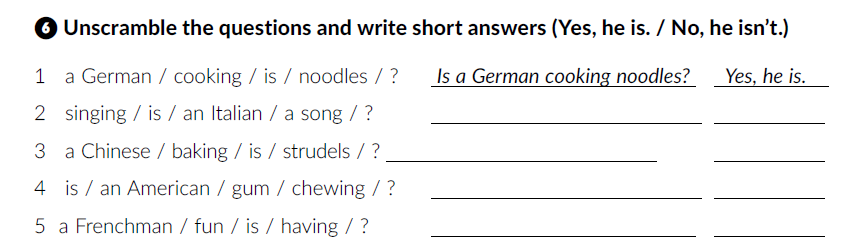 6 Unscramble the questions and write short answers (Yes, he is. / No, he isn’t.)
1 a German / cooking / is / noodles / ? Is a German cooking noodles? Yes, he is.
2 singing / is / an Italian / a song / ?
3 a Chinese / baking / is / strudels / ?
4 is / an American / gum / chewing / ?
5 a Frenchman / fun / is / having / ?